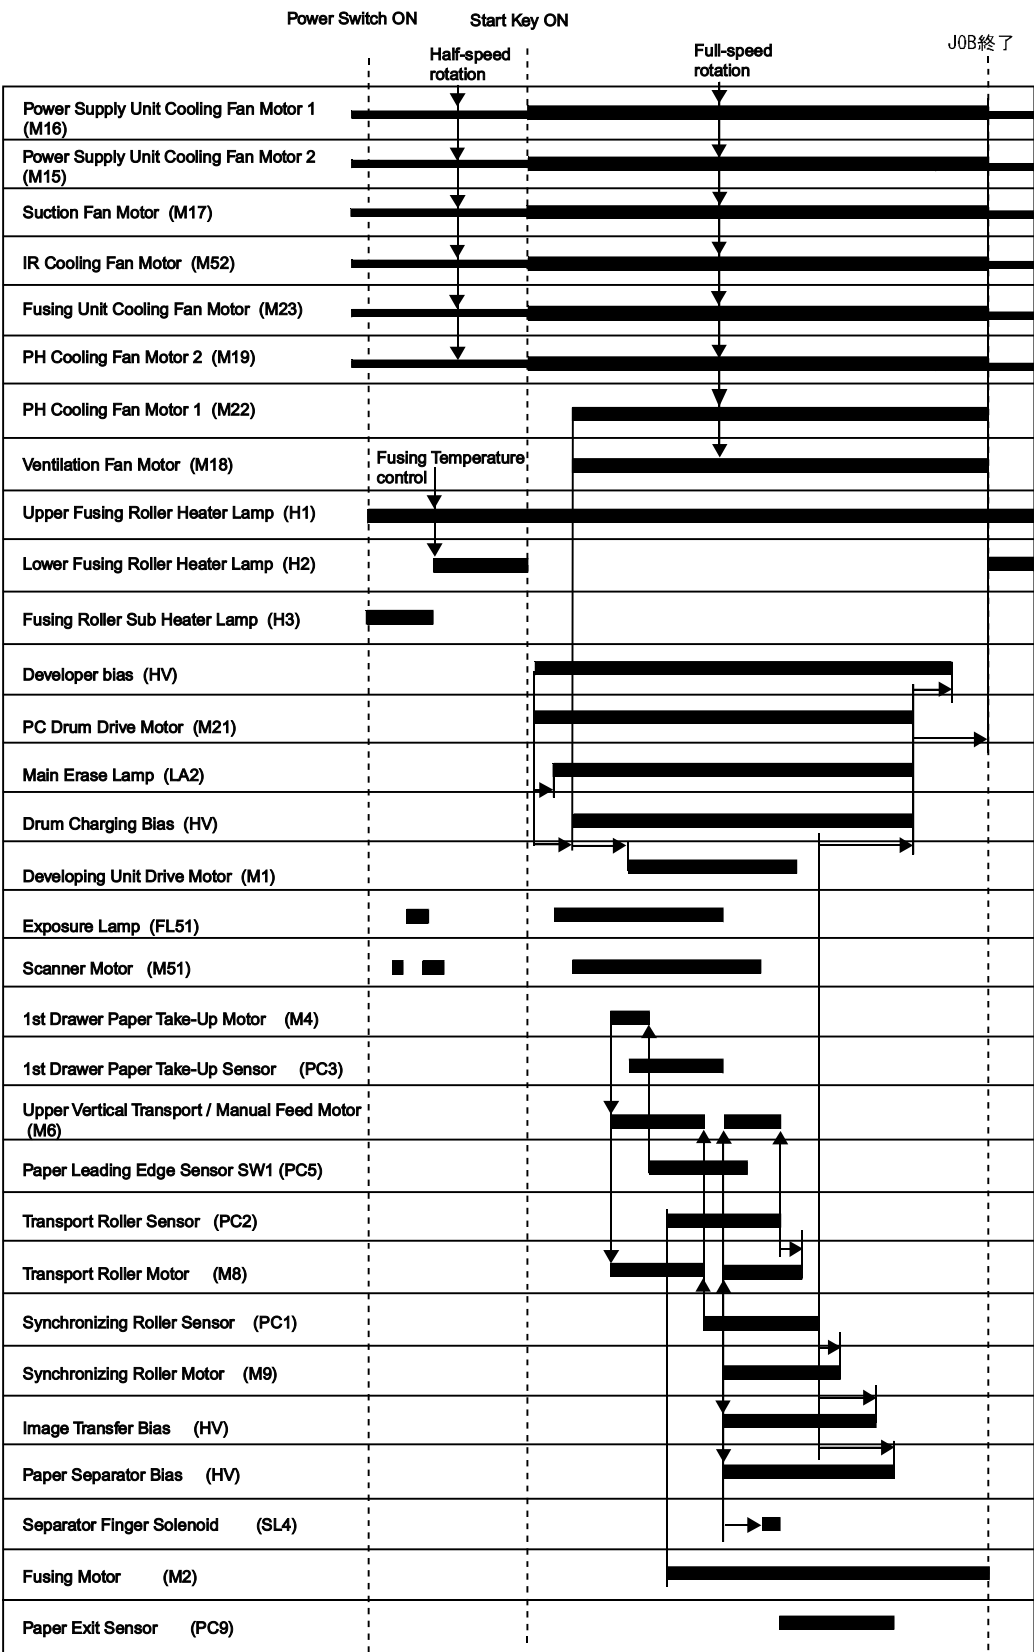 Power Switch ON
Start Key ON
JOB終了
Half-speed
rotation
Full-speed
rotation
Power Supply Unit Cooling Fan Motor 1
(M16)
Power Supply Unit Cooling Fan Motor 2
(M15)
Suction Fan Motor (M17)
IR Cooling Fan Motor (M52)
Fusing Unit Cooling Fan Motor (M23)
PH Cooling Fan Motor 2 (M19)
PH Cooling Fan Motor 1 (M22)
Ventilation Fan Motor (M18)
Fusing Temperature
control
Upper Fusing Roller Heater Lamp (H1)
Lower Fusing Roller Heater Lamp (H2)
Fusing Roller Sub Heater Lamp (H3)
Developer bias (HV)
PC Drum Drive Motor (M21)
Main Erase Lamp (LA2)
Drum Charging Bias (HV)
Developing Unit Drive Motor (M1)
Exposure Lamp (FL51)
Scanner Motor (M51)
1st Drawer Paper Take-Up Motor (M4)
1st Drawer Paper Take-Up Sensor (PC3)
Upper Vertical Transport / Manual Feed Motor
(M6)
Paper Leading Edge Sensor SW1 (PC5)
Transport Roller Sensor (PC2)
Transport Roller Motor (M8)
Synchronizing Roller Sensor (PC1)
Synchronizing Roller Motor (M9)
Image Transfer Bias (HV)
Paper Separator Bias (HV)
Separator Finger Solenoid (SL4)
Fusing Motor (M2)
Paper Exit Sensor (PC9)